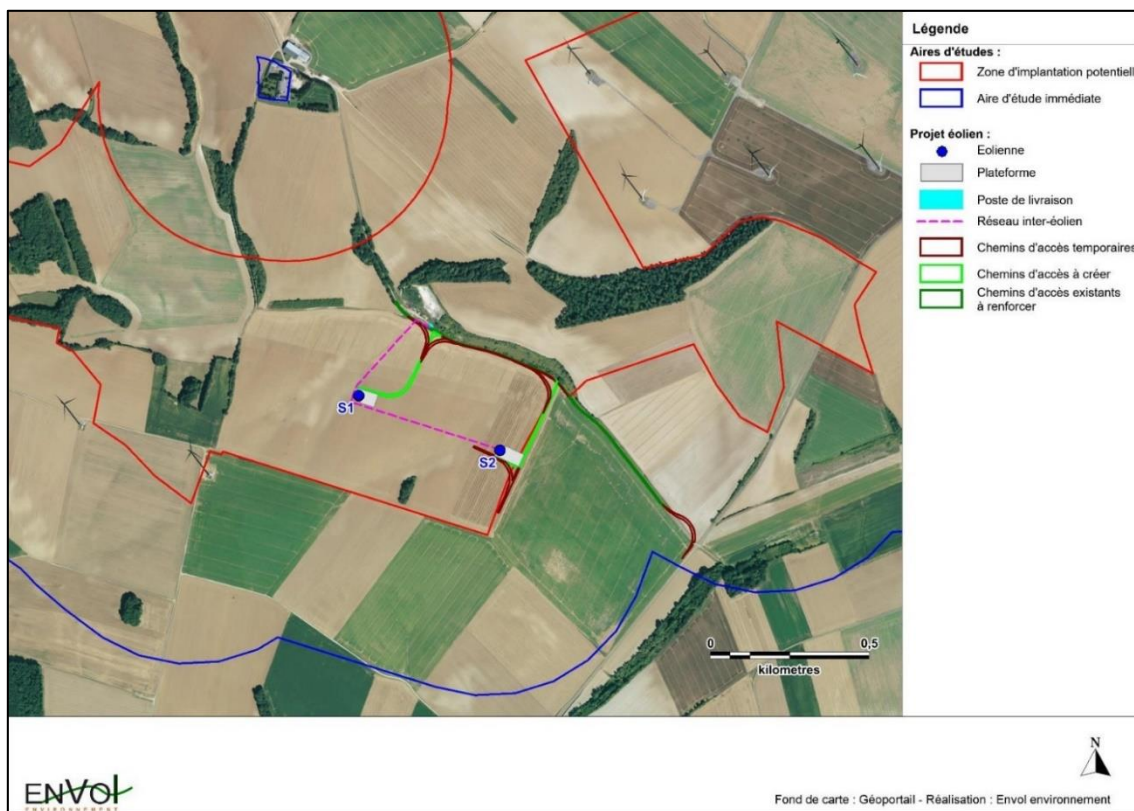 Légende
Aires d'études :
Zone d'implantation potentiell
Aire d'étude immédiate
Projet éolien :
Eolienne
Plateforme
Poste de livraison
Réseau inter-éolien
Chemins d'accès temporaires
Chemins d'accès à créer
Chemins d'accès existants
à renforcer
S1
S2
0 0,5
kilometres
N
ENVOL
ENVIRONNEMENT
Fond de carte : Géoportail - Réalisation : Envol environnement